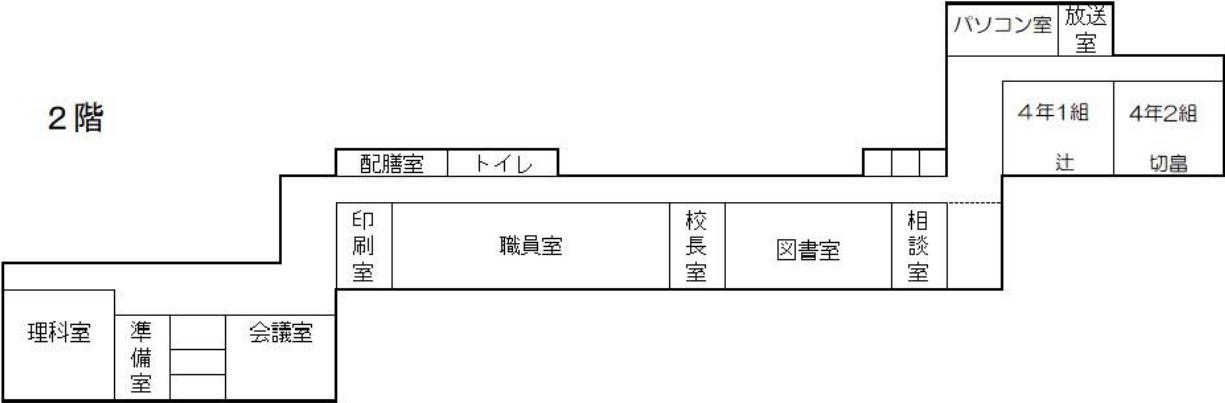 パソコン室
放送室
2階
4年1組
辻
4年2組
切畠
配膳室
トイレ
印刷室
職員室
校長室
図書室
相談室
理科室
準備室
会議室